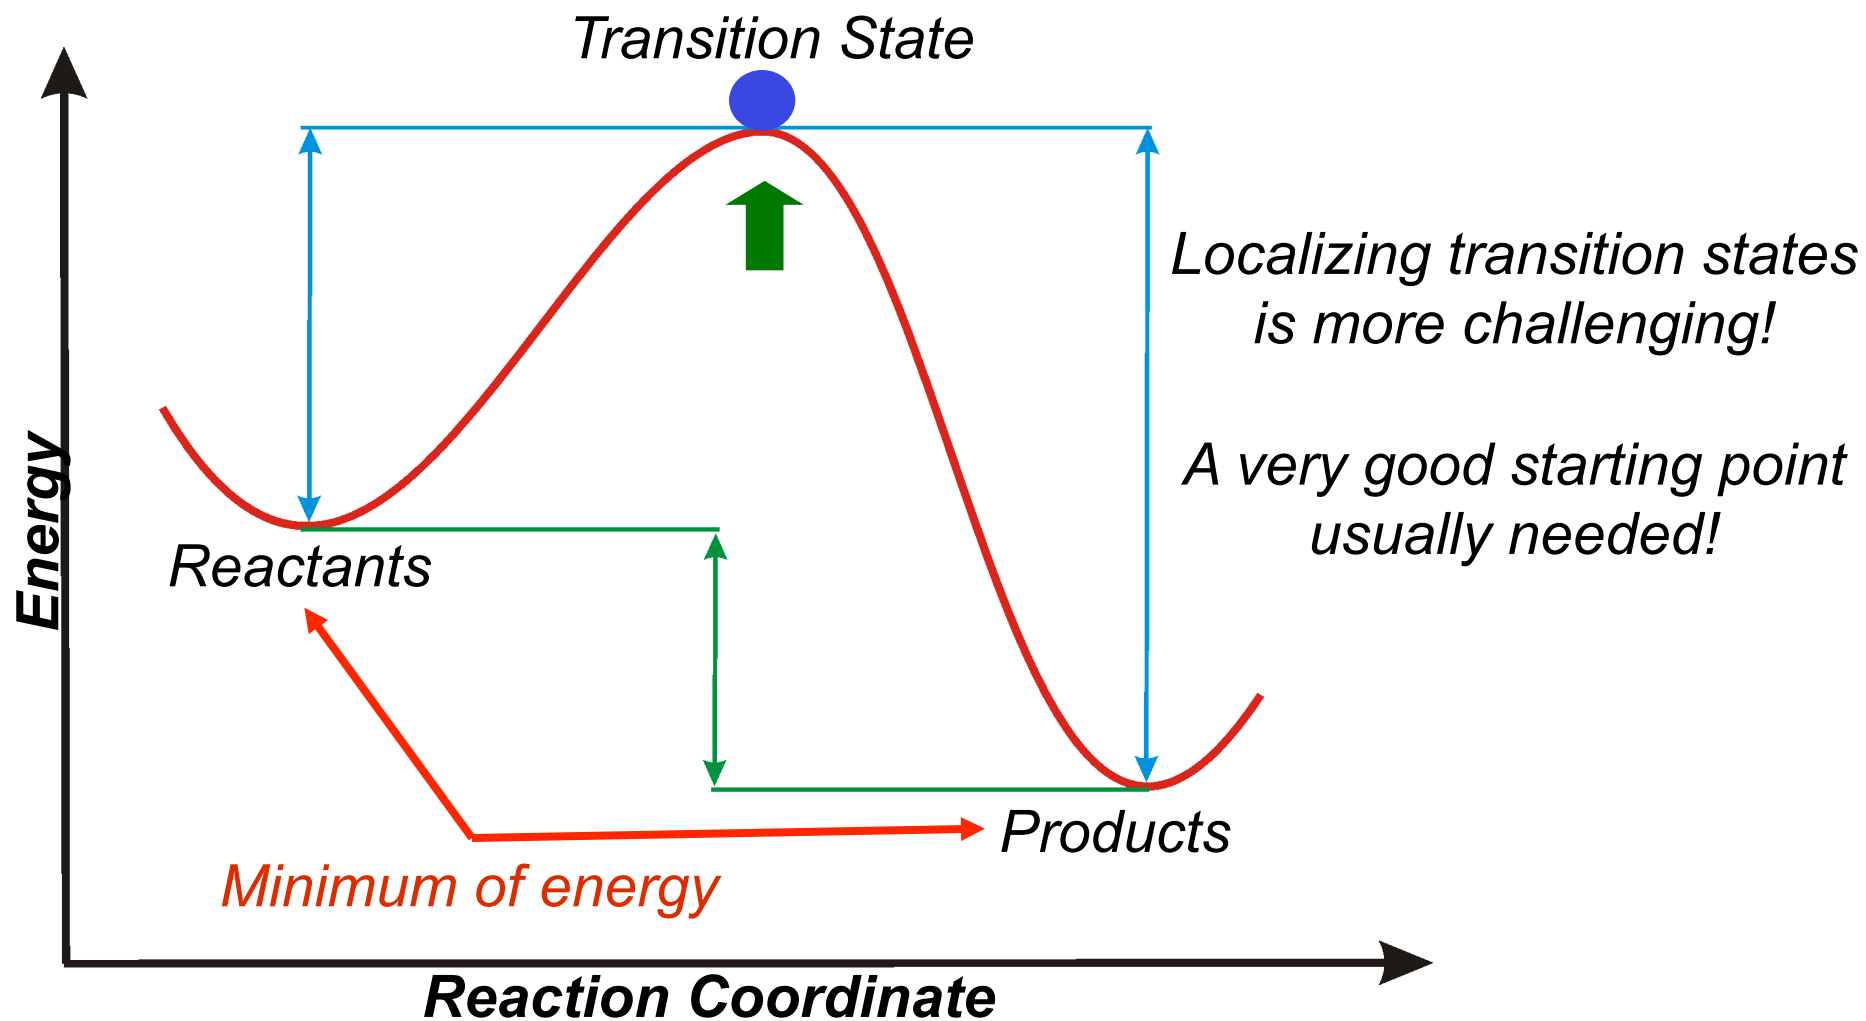 Transition State
Localizing transition states
is more challenging!
A very good starting point
usually needed!
Energy
Reactants
Products
Minimum of energy
Reaction Coordinate